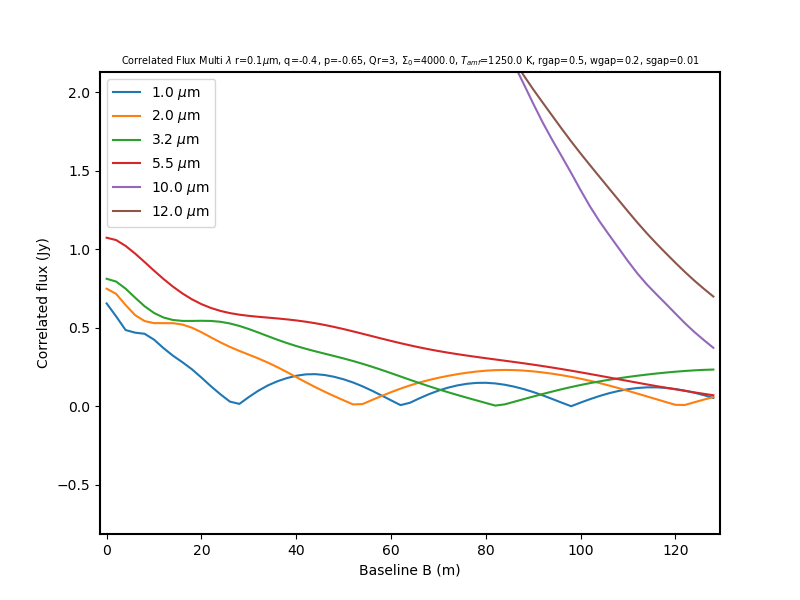 Correlated Flux Multi λ r=0.1μm, q=-0.4, p=-0.65, Qr=3, Σ₀=4000.0, Tₐₘₗ=1250.0 K, rgap=0.5, wgap=0.2, sgap=0.01
1.0 μm
2.0 μm
3.2 μm
5.5 μm
10.0 μm
12.0 μm
2.0
1.5
1.0
0.5
0.0
−0.5
Correlated flux (Jy)
0 20 40 60 80 100 120
Baseline B (m)